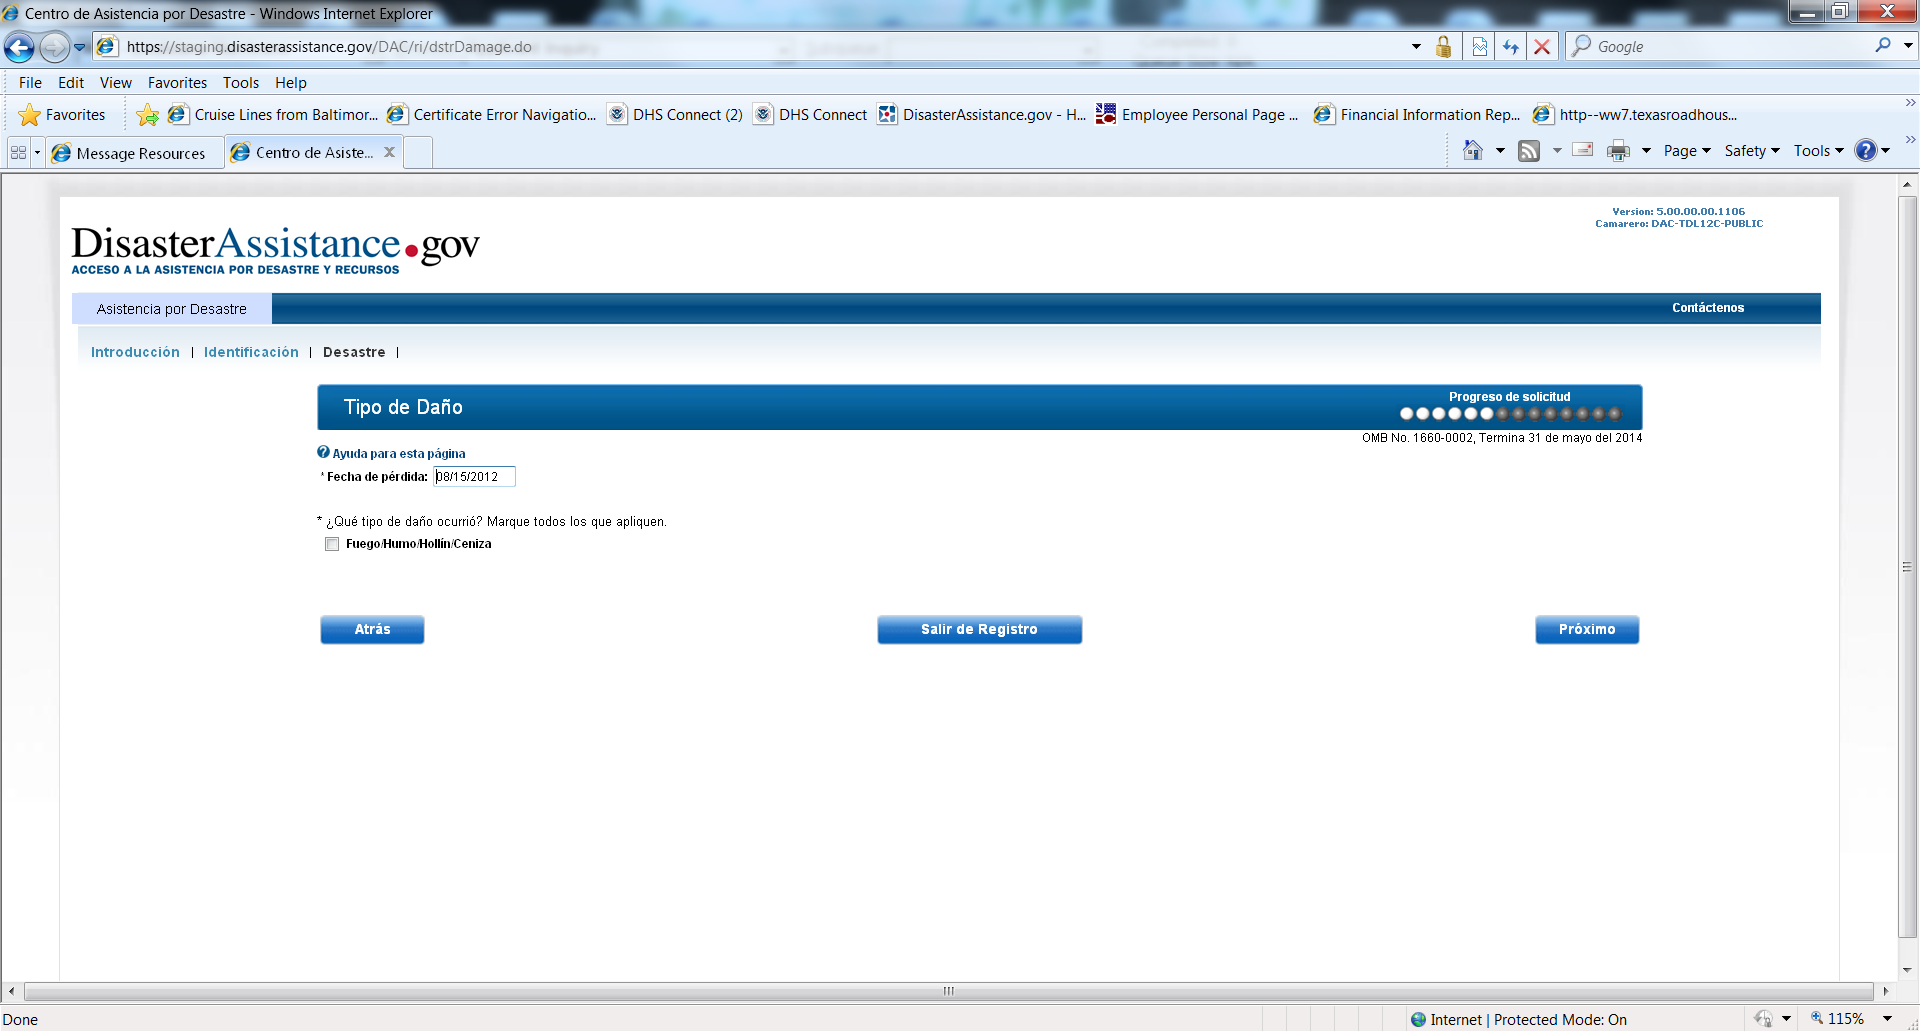 Centro de Asistencia por Desastre - Windows Internet Explorer
https://staging.disasterassistance.gov/DAC/ri/dstrDamage.do
Google
File Edit View Favorites Tools Help
Favorites Cruise Lines from Baltimor... Certificate Error Navigatio... DHS Connect (2) DHS Connect DisasterAssistance.gov - H... Employee Personal Page ... Financial Information Rep... http--ww7.texasroadhous...
Message Resources Centro de Asiste... Page Safety Tools
Version: 5.00.00.00.1106
Camarero: DAC-TDL12C-PUBLIC
DisasterAssistance.gov
ACCESO A LA ASISTENCIA POR DESASTRE Y RECURSOS
Asistencia por Desastre Contáctenos
Introducción | Identificación | Desastre |
Tipo de Daño
Progreso de solicitud
OMB No. 1660-0002, Termina 31 de mayo del 2014
Ayuda para esta página
* Fecha de pérdida: 08/15/2012
* ¿Qué tipo de daño ocurrió? Marque todos los que apliquen.
Fuego/Humo/Hollín/Ceniza
Atrás Salir de Registro Próximo
Done Internet | Protected Mode: On 115%